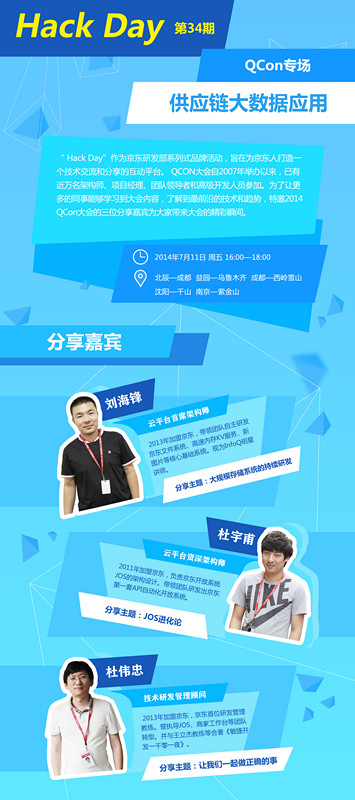 Hack Day 第34期
QCon专场
供应链大数据应用
“ Hack Day”作为京东研发部系列式品牌活动，旨在为京东人打造一
个技术交流和分享的互动平台。 QCON大会自2007年举办以来，已有
近万名架构师、项目经理、团队领导者和高级开发人员参加。为了让更
多的同事能够学习到大会内容，了解到最前沿的技术和趋势，特邀2014
QCon大会的三位分享嘉宾为大家带来大会的精彩瞬间。
2014年7月11日 周五 16:00—18:00
北辰—成都 益园—乌鲁木齐 成都—西岭雪山
沈阳—千山 南京—紫金山
分享嘉宾
刘海锋
云平台首席架构师
2013年加盟京东，带领团队自主研发
京东文件系统、高速内存KV服务、新
图片等核心基础系统。现为InfoQ明星
讲师。
分享主题：大规模存储系统的持续研发
杜宇甫
云平台资深架构师
2011年加盟京东，负责京东开放系统
JOS的架构设计。带领团队研发出京东
第一套API自动化开放系统。
分享主题：JOS进化论
NIKE
杜伟忠
技术研发管理顾问
2013年加盟京东，京东首位研发管理
教练。曾执导JOS、商家工作台等团队
转型。并与王立杰教练等合著《敏捷开
发一千零一夜》。
分享主题：让我们一起做正确的事